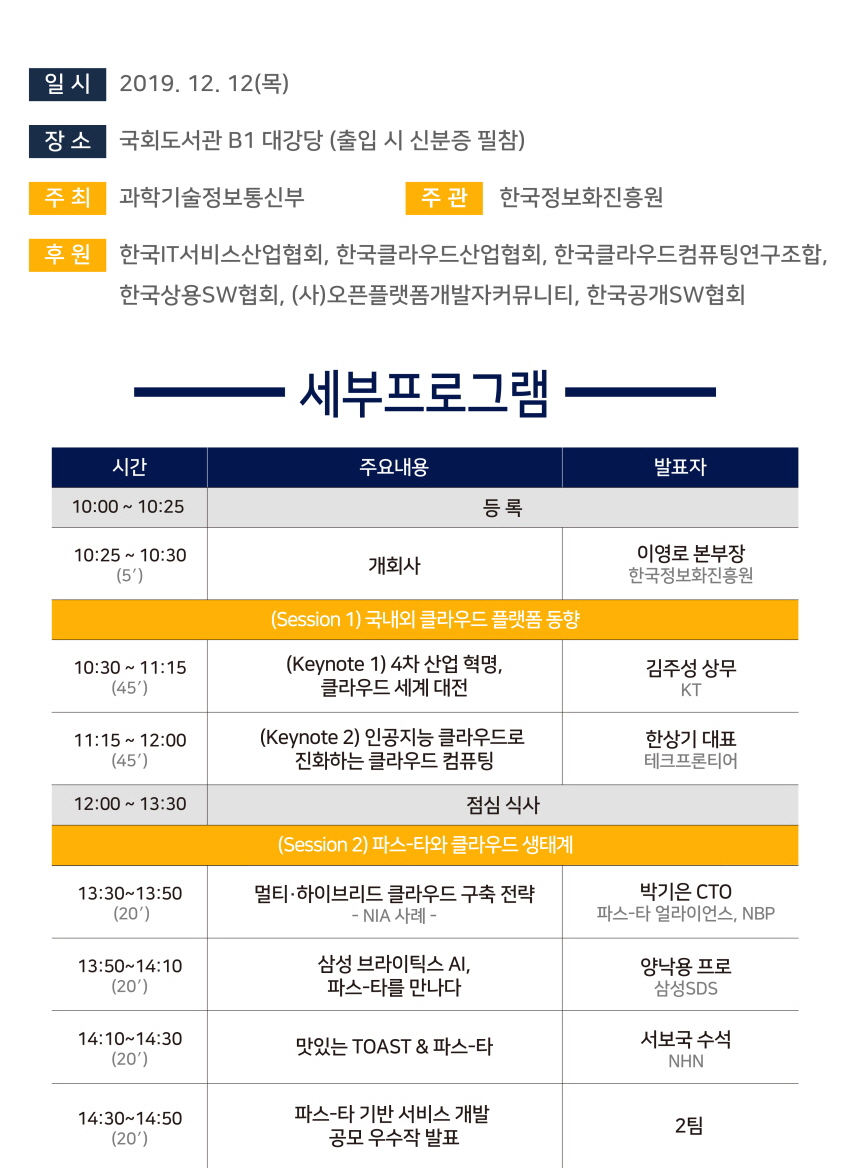 일 시 2019. 12. 12(목)
장 소 국회도서관 B1 대강당 (출입 시 신분증 필참)
주 최 과학기술정보통신부 주 관 한국정보화진흥원
후 원 한국IT서비스산업협회, 한국클라우드산업협회, 한국클라우드컴퓨팅연구조합,
한국상용SW협회, (사)오픈플랫폼개발자커뮤니티, 한국공개SW협회
세부프로그램
시간 주요내용 발표자
10:00 ~ 10:25 등 록
10:25 ~ 10:30
(5′)
개회사
이영로 본부장
한국정보화진흥원
(Session 1) 국내외 클라우드 플랫폼 동향
10:30 ~ 11:15
(45′)
(Keynote 1) 4차 산업 혁명,
클라우드 세계 대전
김주성 상무
KT
11:15 ~ 12:00
(45′)
(Keynote 2) 인공지능 클라우드로
진화하는 클라우드 컴퓨팅
한상기 대표
테크프론티어
12:00 ~ 13:30 점심 식사
(Session 2) 파스-타와 클라우드 생태계
13:30~13:50
(20′)
멀티·하이브리드 클라우드 구축 전략
- NIA 사례 -
박기은 CTO
파스-타 얼라이언스, NBP
13:50~14:10
(20′)
삼성 브라이틱스 AI,
파스-타를 만나다
양낙용 프로
삼성SDS
14:10~14:30
(20′)
맛있는 TOAST & 파스-타
서보국 수석
NHN
14:30~14:50
(20′)
파스-타 기반 서비스 개발
공모 우수작 발표
2팀